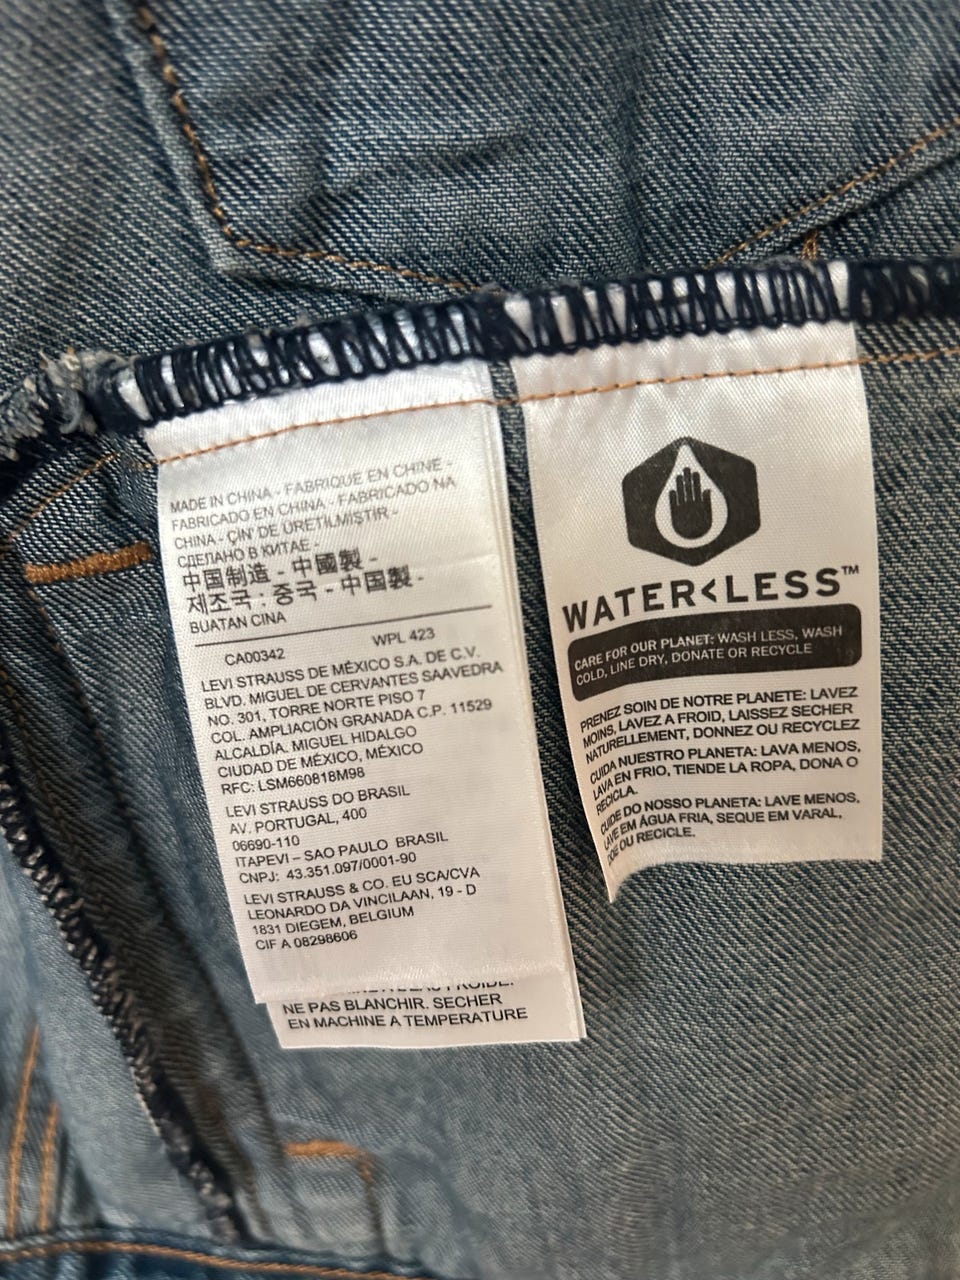 MADE IN CHINA - FABRIQUE EN CHINE -
FABRICADO EN CHINA - FABRICADO NA
CHINA - ÇİN' DE ÜRETİLMİŞTİR -
СДЕЛАНО В КИТАЕ -
中国制造 - 中國製 -
제조국 : 중국 - 中国製 -
BUATAN CINA
CA00342 WPL 423
LEVI STRAUSS DE MÉXICO S.A. DE C.V.
BLVD. MIGUEL DE CERVANTES SAAVEDRA
NO. 301, TORRE NORTE PISO 7
COL. AMPLIACIÓN GRANADA C.P. 11529
ALCALDÍA. MIGUEL HIDALGO
CIUDAD DE MÉXICO, MÉXICO
RFC: LSM660818M98
LEVI STRAUSS DO BRASIL
AV. PORTUGAL, 400
06690-110
ITAPEVI – SAO PAULO BRASIL
CNPJ: 43.351.097/0001-90
LEVI STRAUSS & CO. EU SCA/CVA
LEONARDO DA VINCILAAN, 19 - D
1831 DIEGEM, BELGIUM
CIF A 08298606
NE PAS BLANCHIR. SECHER
EN MACHINE A TEMPERATURE
WATER<LESS™
CARE FOR OUR PLANET: WASH LESS, WASH
COLD, LINE DRY, DONATE OR RECYCLE
PRENEZ SOIN DE NOTRE PLANETE: LAVEZ
MOINS, LAVEZ A FROID, LAISSEZ SECHER
NATURELLEMENT, DONNEZ OU RECYCLEZ
CUIDA NUESTRO PLANETA: LAVA MENOS,
LAVA EN FRIO, TIENDE LA ROPA, DONA O
RECICLA.
CUIDE DO NOSSO PLANETA: LAVE MENOS,
LAVE EM ÁGUA FRIA, SEQUE EM VARAL,
DOE OU RECICLE.